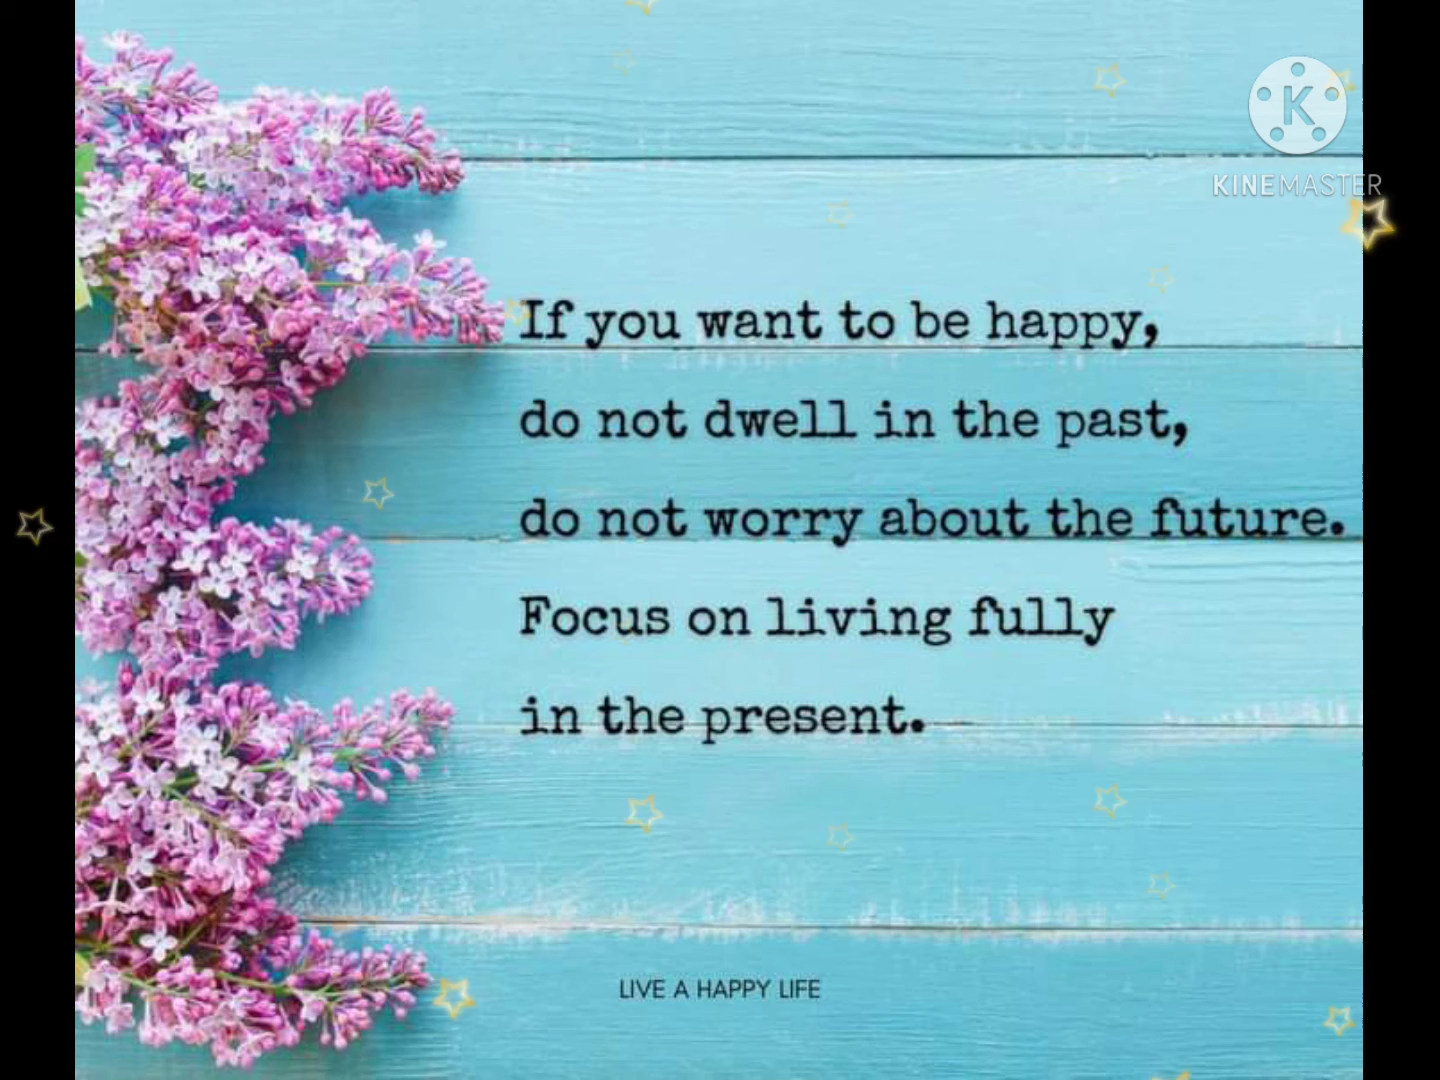 K
KINEMASTER
If you want to be happy,
do not dwell in the past,
do not worry about the future.
Focus on living fully
in the present.
LIVE A HAPPY LIFE